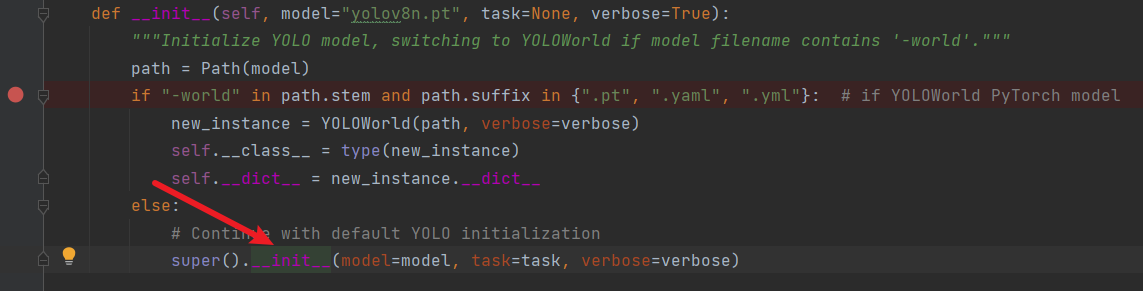 def __init__(self, model="yolov8n.pt", task=None, verbose=True):
"""Initialize YOLO model, switching to YOLOWorld if model filename contains '-world'."""
path = Path(model)
if "-world" in path.stem and path.suffix in {".pt", ".yaml", ".yml"}:  # if YOLOWorld PyTorch model
new_instance = YOLOWorld(path, verbose=verbose)
self.__class__ = type(new_instance)
self.__dict__ = new_instance.__dict__
else:
# Continue with default YOLO initialization
super().__init__(model=model, task=task, verbose=verbose)